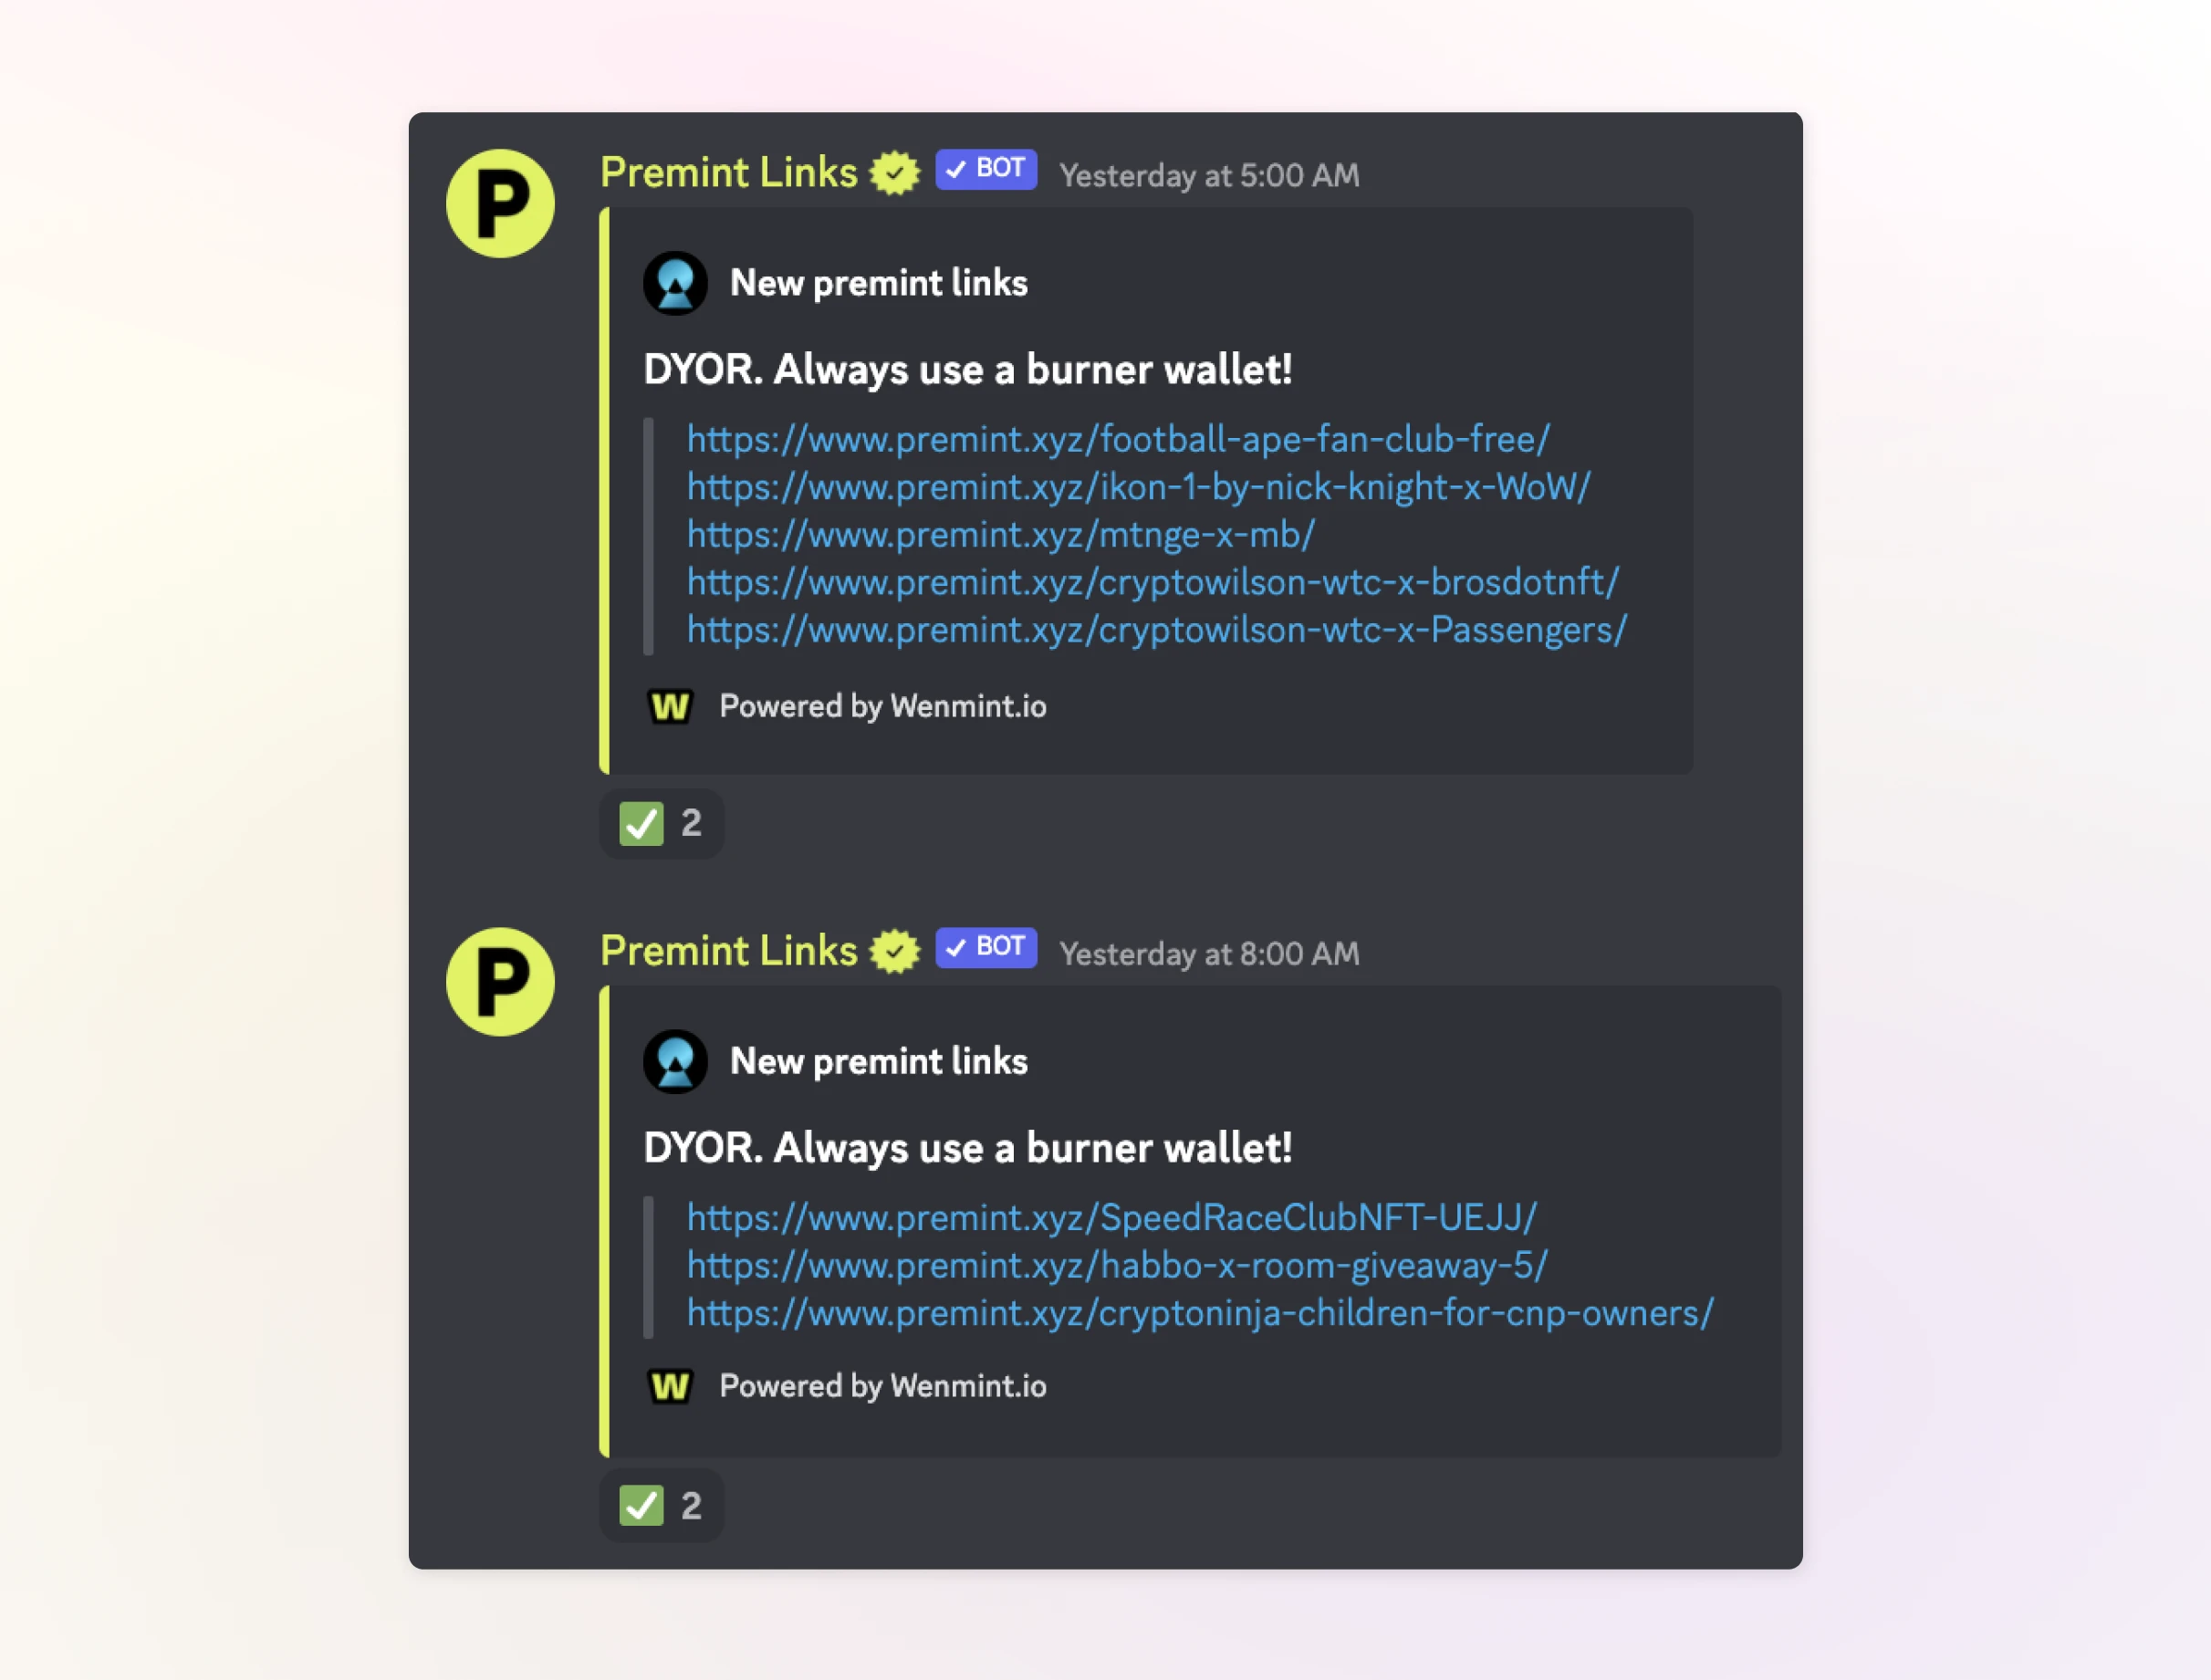 P
Premint Links BOT Yesterday at 5:00 AM
New premint links
DYOR. Always use a burner wallet!
https://www.premint.xyz/football-ape-fan-club-free/
https://www.premint.xyz/ikon-1-by-nick-knight-x-WoW/
https://www.premint.xyz/mtnge-x-mb/
https://www.premint.xyz/cryptowilson-wtc-x-brosdotnft/
https://www.premint.xyz/cryptowilson-wtc-x-Passengers/
W Powered by Wenmint.io
2
P
Premint Links BOT Yesterday at 8:00 AM
New premint links
DYOR. Always use a burner wallet!
https://www.premint.xyz/SpeedRaceClubNFT-UEJJ/
https://www.premint.xyz/habbo-x-room-giveaway-5/
https://www.premint.xyz/cryptoninja-children-for-cnp-owners/
W Powered by Wenmint.io
2